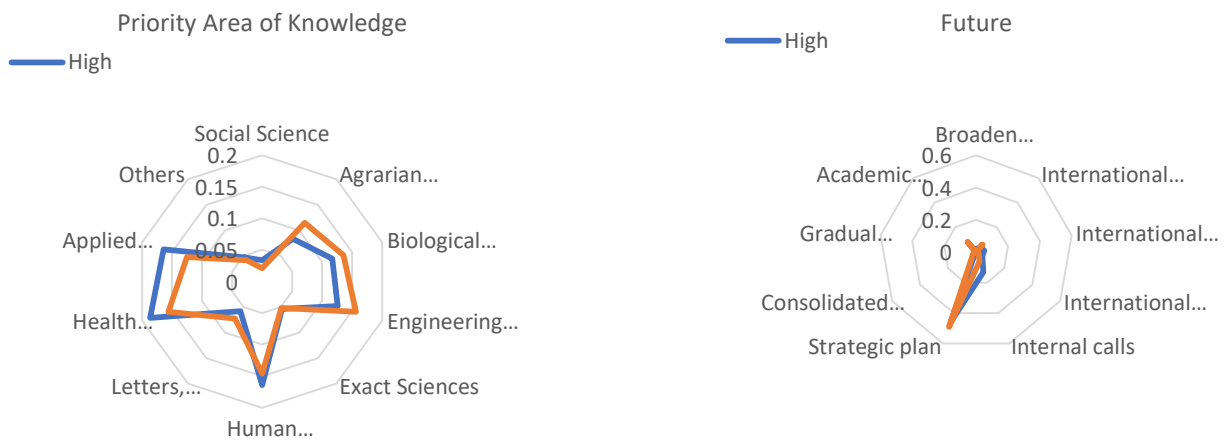 Priority Area of Knowledge
High
Social Science
0.2
0.15
0.1
0.05
0
Others
Agrarian…
Applied…
Biological…
Health…
Engineering…
Letters,…
Exact Sciences
Human…
Future
High
Broaden…
0.6
0.4
0.2
0
Academic…
International…
Gradual…
International…
Consolidated…
International…
Strategic plan
Internal calls